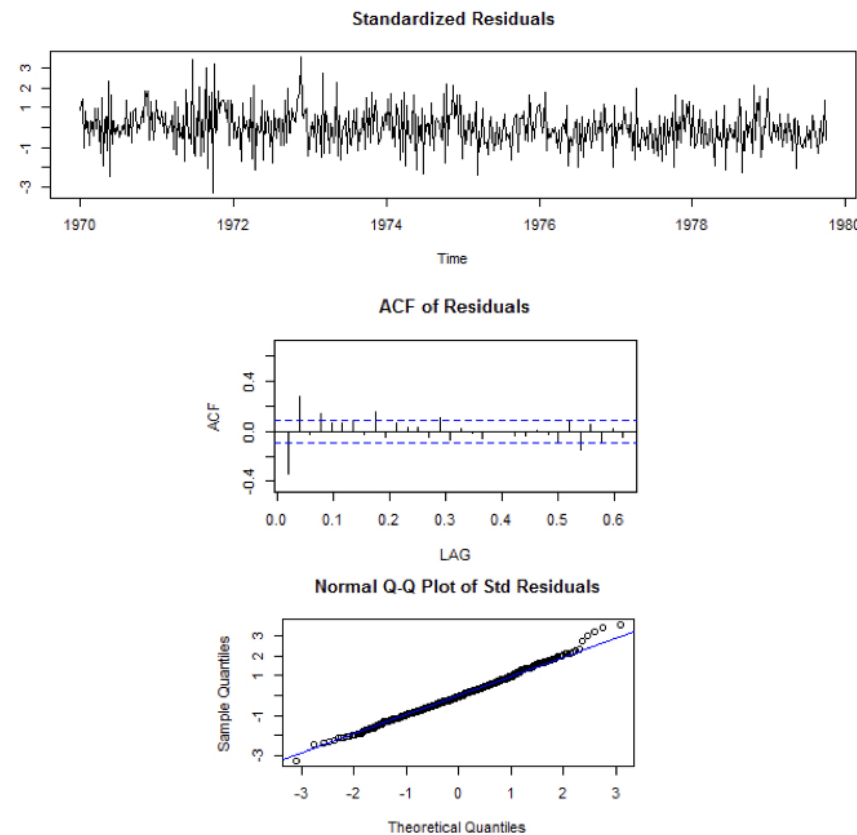 Standardized Residuals
3
2
1
-1
-3
1970 1972 1974 1976 1978 1980
Time
ACF of Residuals
ACF
0.4
0.0
-0.4
0.0 0.1 0.2 0.3 0.4 0.5 0.6
LAG
Normal Q-Q Plot of Std Residuals
Sample Quantiles
3
2
1
-1
-3
-3 -2 -1 0 1 2 3
Theoretical Quantiles